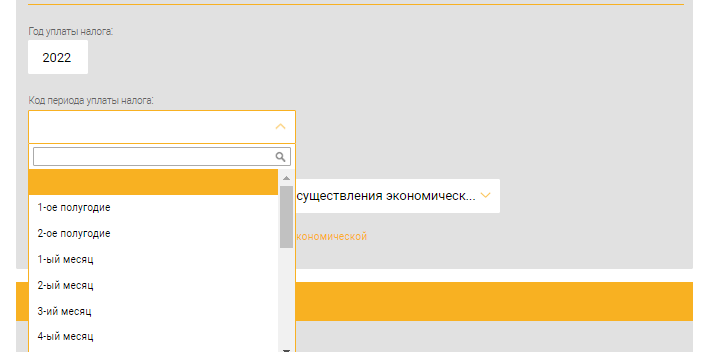 Год уплаты налога:
2022
Код периода уплаты налога:
существления экономическ...
1-ое полугодие
2-ое полугодие
кономической
1-ый месяц
2-ый месяц
3-ий месяц
4-ый месяц